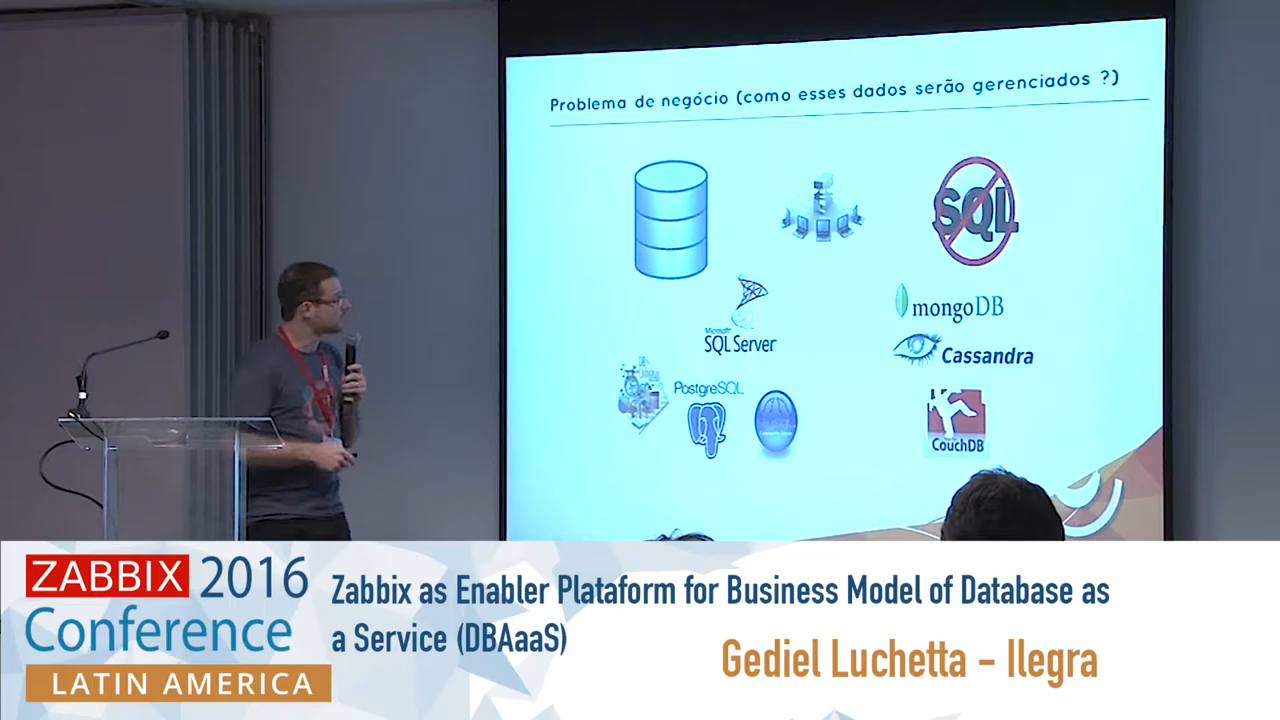 Problema de negócio (como esses dados serão gerenciados ?)
SQL
mongoDB
Microsoft
SQL Server
Cassandra
PostgreSQL
CouchDB
ZABBIX 2016
Conference
LATIN AMERICA
Zabbix as Enabler Plataform for Business Model of Database as
a Service (DBAaaS)
Gediel Luchetta - Ilegra